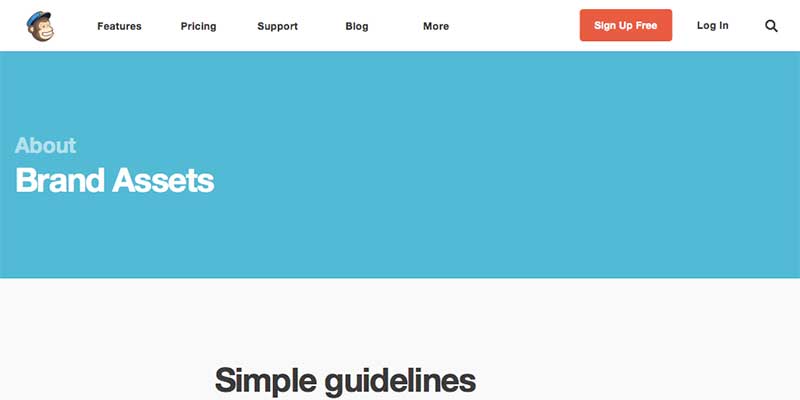 Features Pricing Support Blog More Sign Up Free Log In
About
Brand Assets
Simple guidelines